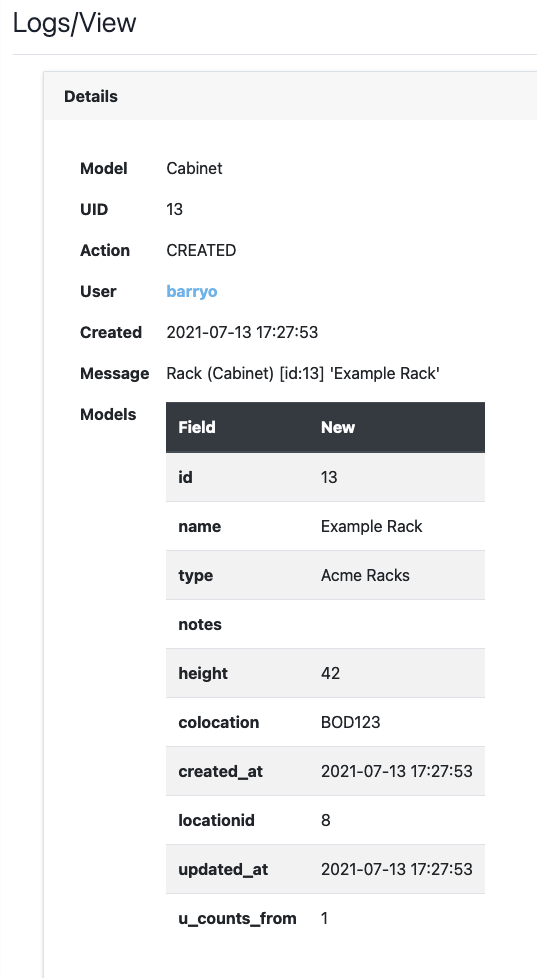 Logs/View
Details
Model Cabinet
UID 13
Action CREATED
User barryo
Created 2021-07-13 17:27:53
Message Rack (Cabinet) [id:13] 'Example Rack'
Models
Field New
id 13
name Example Rack
type Acme Racks
notes
height 42
colocation BOD123
created_at 2021-07-13 17:27:53
locationid 8
updated_at 2021-07-13 17:27:53
u_counts_from 1